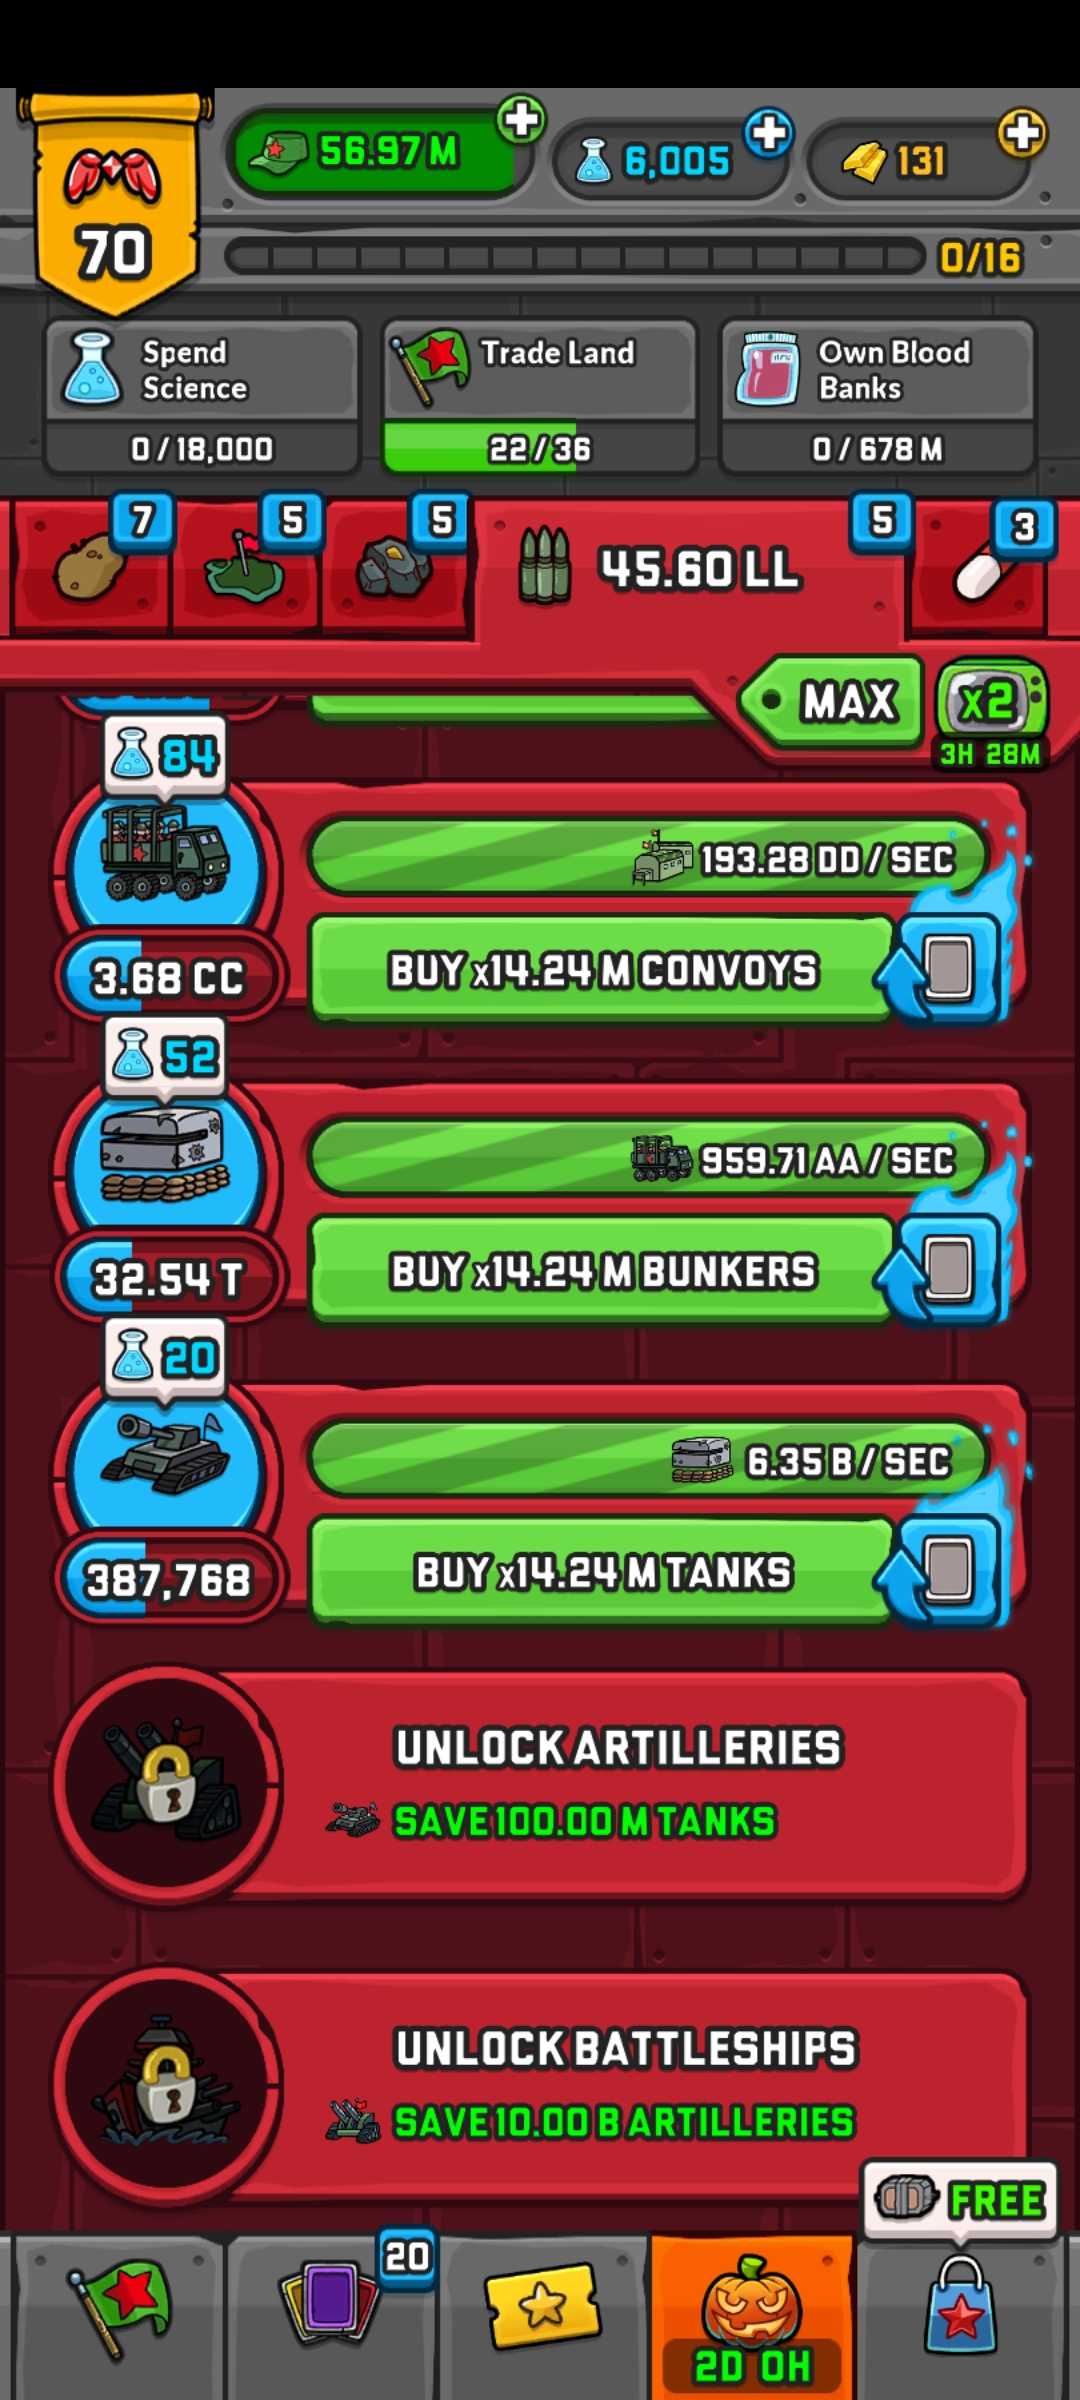 56.97 M
6,005
131
70
0/16
Spend
Science
0 / 18,000
Trade Land
22 / 36
Own Blood
Banks
0 / 678 M
7
5
5
45.60 LL
5
3
MAX
x2
3H 28M
84
193.28 DD / SEC
3.68 CC
BUY x14.24 M CONVOYS
52
959.71 AA / SEC
32.54 T
BUY x14.24 M BUNKERS
20
6.35 B / SEC
387,768
BUY x14.24 M TANKS
UNLOCK ARTILLERIES
SAVE 100.00 M TANKS
UNLOCK BATTLESHIPS
SAVE 10.00 B ARTILLERIES
FREE
20
2D 0H